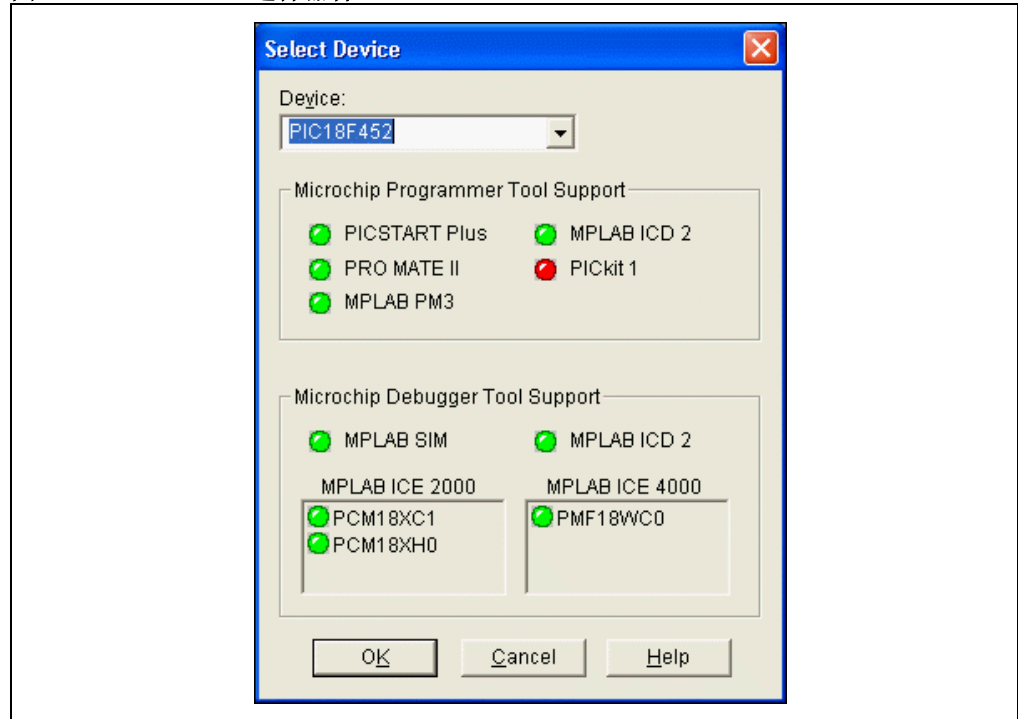 Select Device
Device:
PIC18F452
Microchip Programmer Tool Support
PICSTART Plus
MPLAB ICD 2
PRO MATE II
PICkit 1
MPLAB PM3
Microchip Debugger Tool Support
MPLAB SIM
MPLAB ICD 2
MPLAB ICE 2000
MPLAB ICE 4000
PCM18XC1
PCM18XH0
PMF18WC0
OK
Cancel
Help